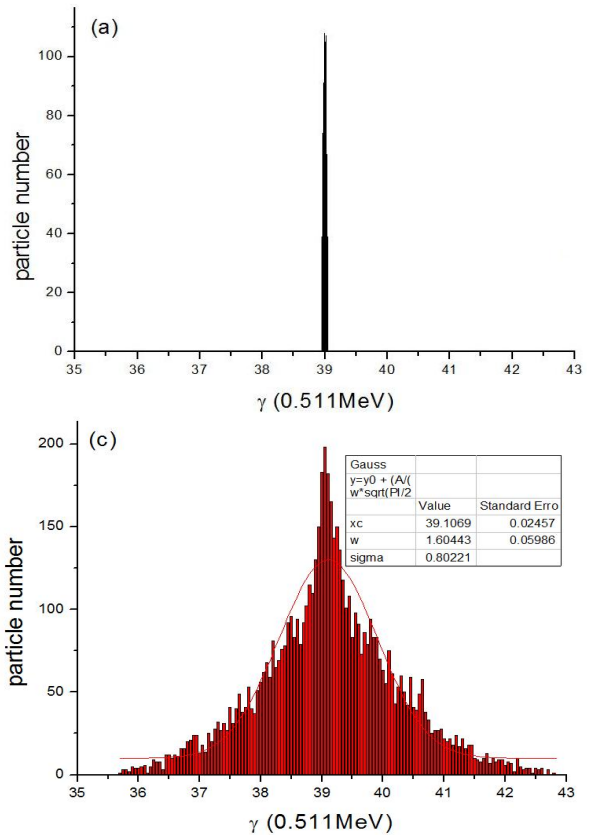 (a)
particle number
100
80
60
40
20
0
35 36 37 38 39 40 41 42 43
γ (0.511MeV)
(c)
particle number
200
150
100
50
0
Gauss
y=y0 + (A/(
w*sqrt(PI/2
Value Standard Erro
xc 39.1069 0.02457
w 1.60443 0.05986
sigma 0.80221
35 36 37 38 39 40 41 42 43
γ (0.511MeV)